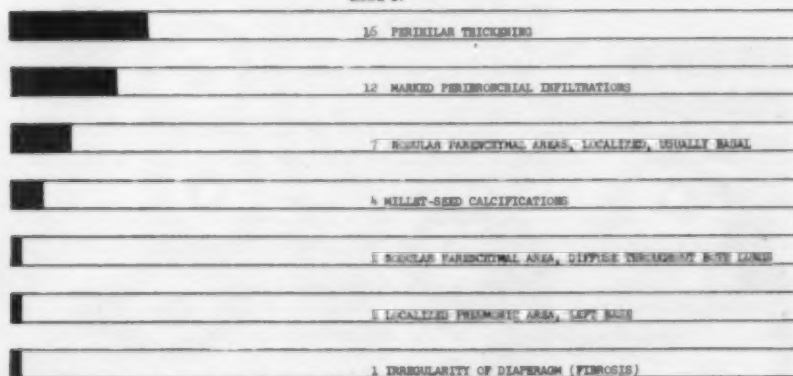 16 PERIHILAR THICKENING
12 MARKED PERIBRONCHIAL INFILTRATIONS
7 NODULAR PARENCHYMAL AREAS, LOCALIZED, USUALLY BASAL
4 MILLET-SEED CALCIFICATIONS
1 NODULAR PARENCHYMAL AREA, DIFFUSE THROUGHOUT BOTH LUNGS
1 LOCALIZED PNEUMONIC AREA, LEFT BASE
1 IRREGULARITY OF DIAPHRAGM (FIBROSIS)